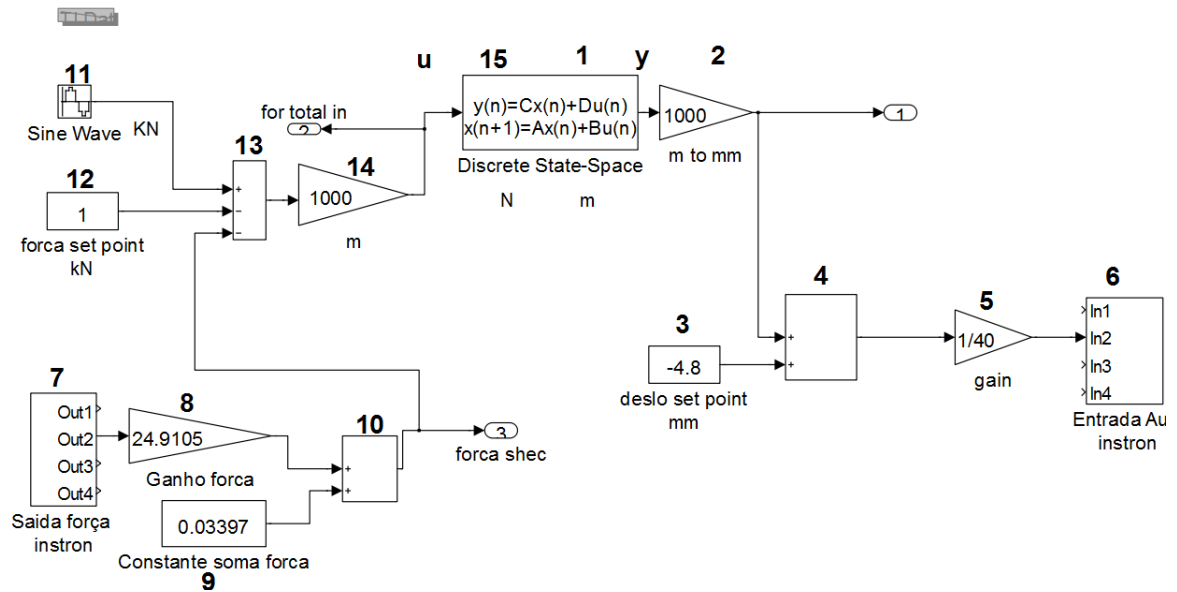 11
Sine Wave
KN
12
1
forca set point
kN
13
+
−
−
14
1000
m
for total in
2
u
15
1
y
y(n)=Cx(n)+Du(n)
x(n+1)=Ax(n)+Bu(n)
Discrete State-Space
N
m
2
1000
m to mm
1
3
-4.8
deslo set point
mm
4
+
+
5
1/40
gain
6
In1
In2
In3
In4
Entrada Au
instron
7
Out1
Out2
Out3
Out4
Saida força
instron
8
24.9105
Ganho forca
0.03397
Constante soma forca
9
10
+
+
3
forca shec